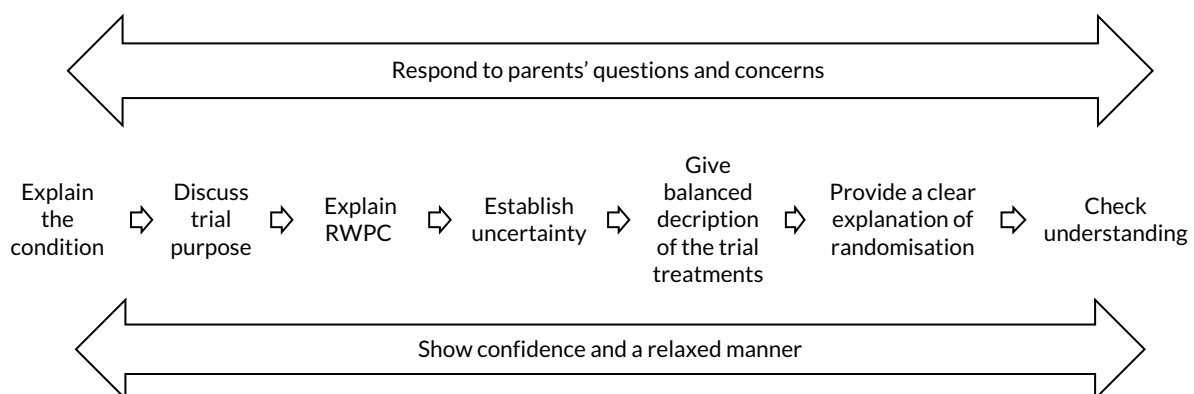 Respond to parents’ questions and concerns
Explain
the
condition
Discuss
trial
purpose
Explain
RWPC
Establish
uncertainty
Give
balanced
decription
of the trial
treatments
Provide a clear
explanation of
randomisation
Check
understanding
Show confidence and a relaxed manner